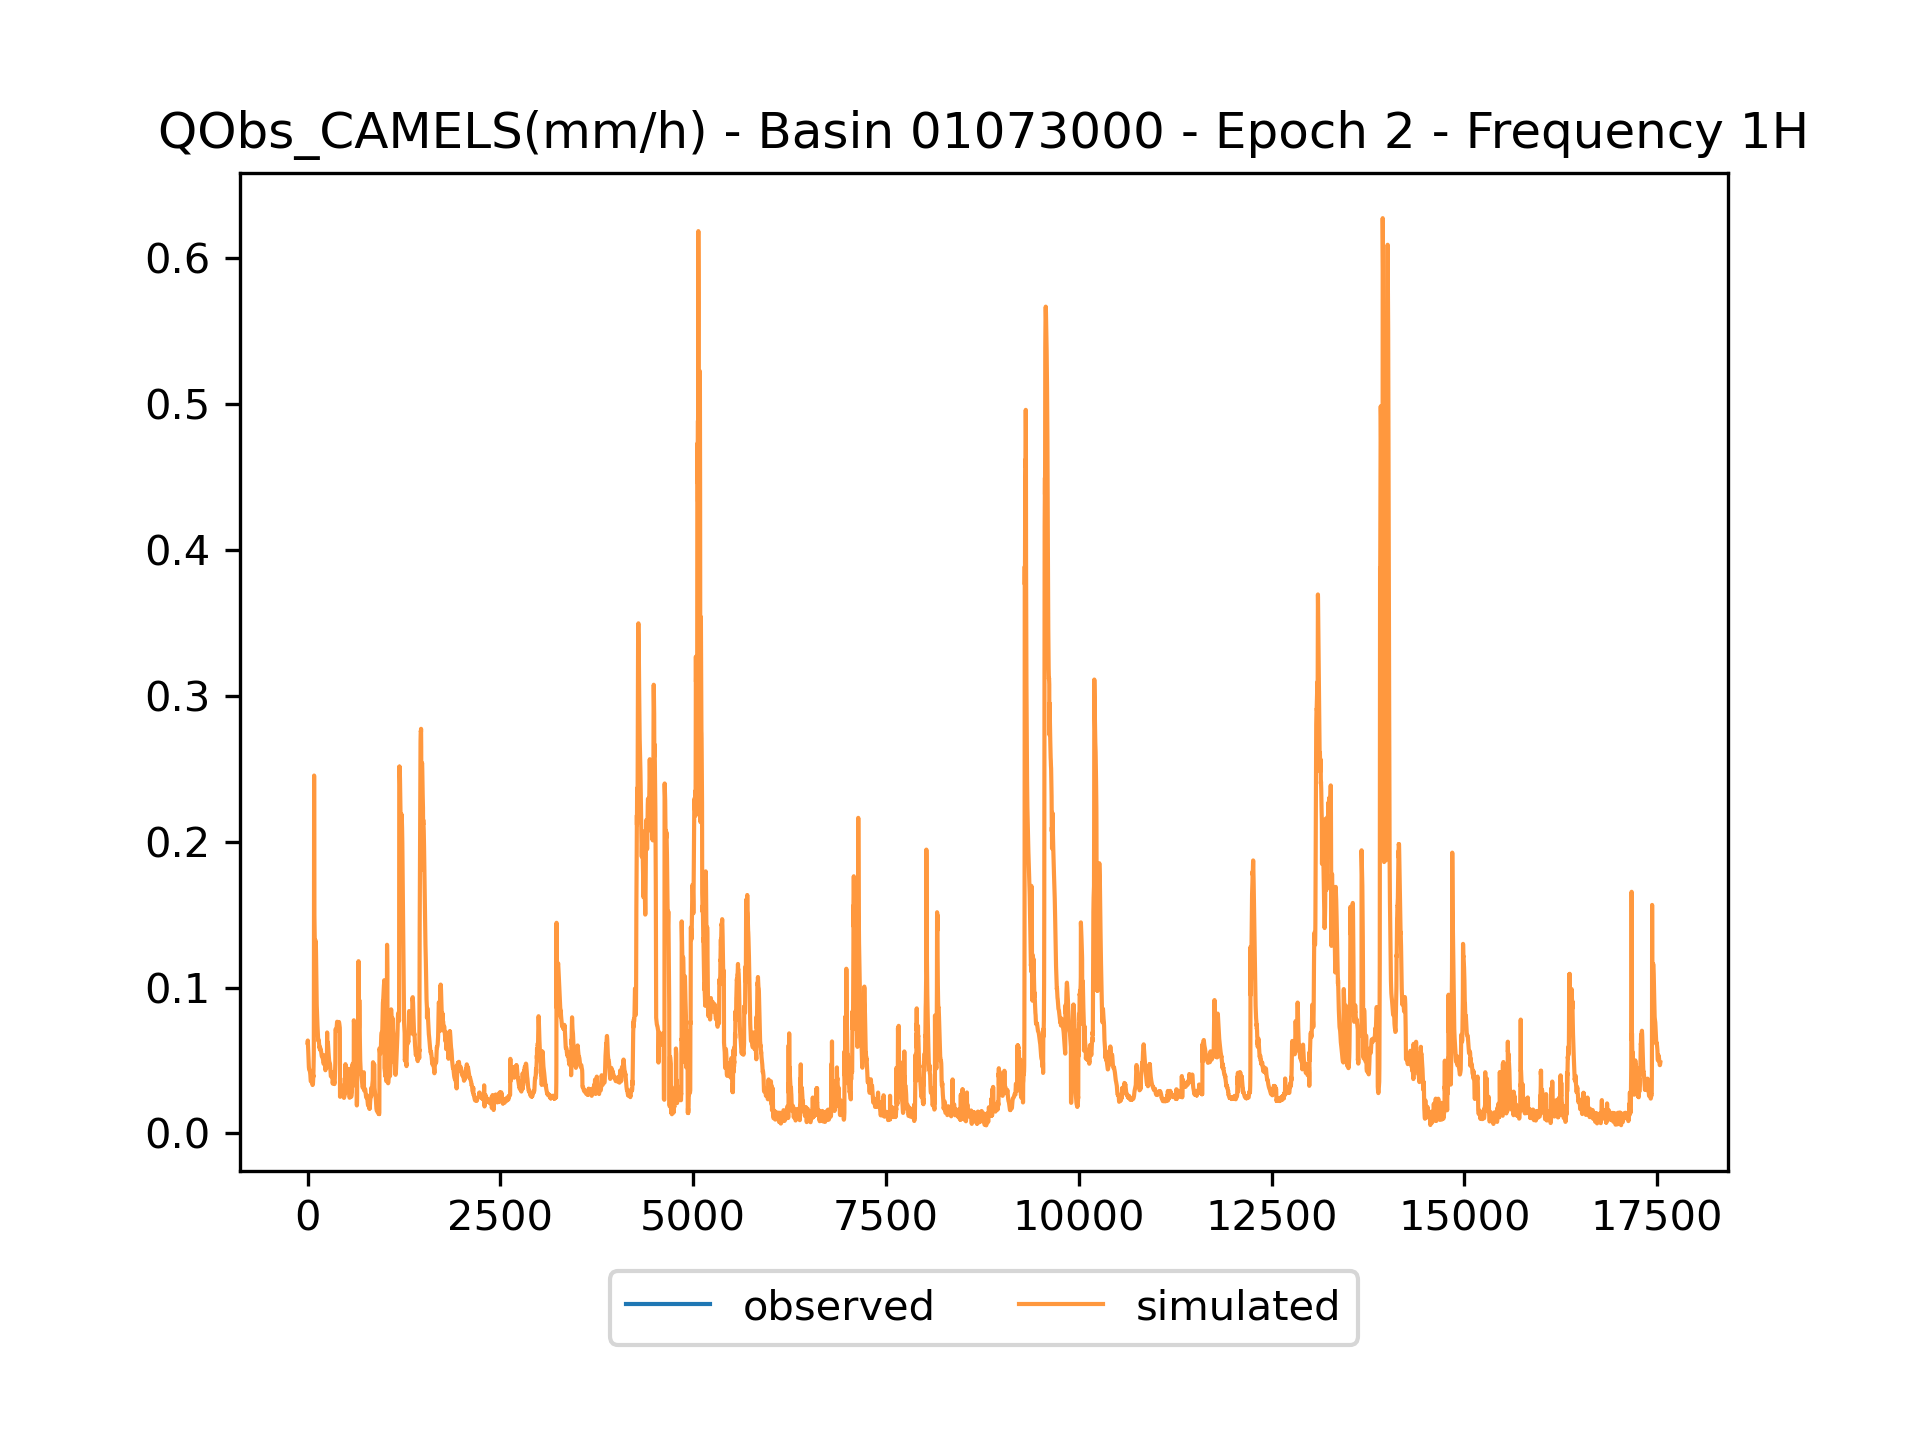 QObs_CAMELS(mm/h) - Basin 01073000 - Epoch 2 - Frequency 1H
0.6
0.5
0.4
0.3
0.2
0.1
0.0
0 2500 5000 7500 10000 12500 15000 17500
observed simulated